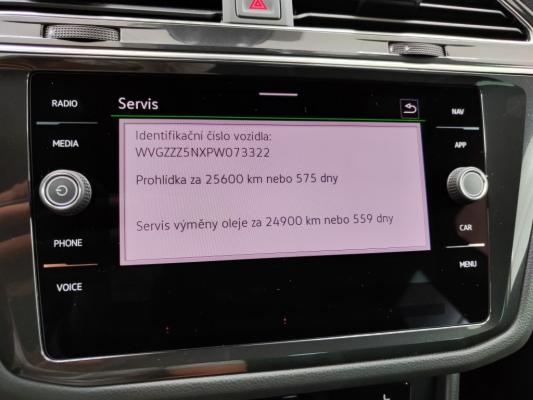 RADIO
MEDIA
PHONE
VOICE
Servis
Identifikační číslo vozidla:
WVGZZZ5NXPW073322
Prohlídka za 25600 km nebo 575 dny
Servis výměny oleje za 24900 km nebo 559 dny
NAV
APP
CAR
MENU